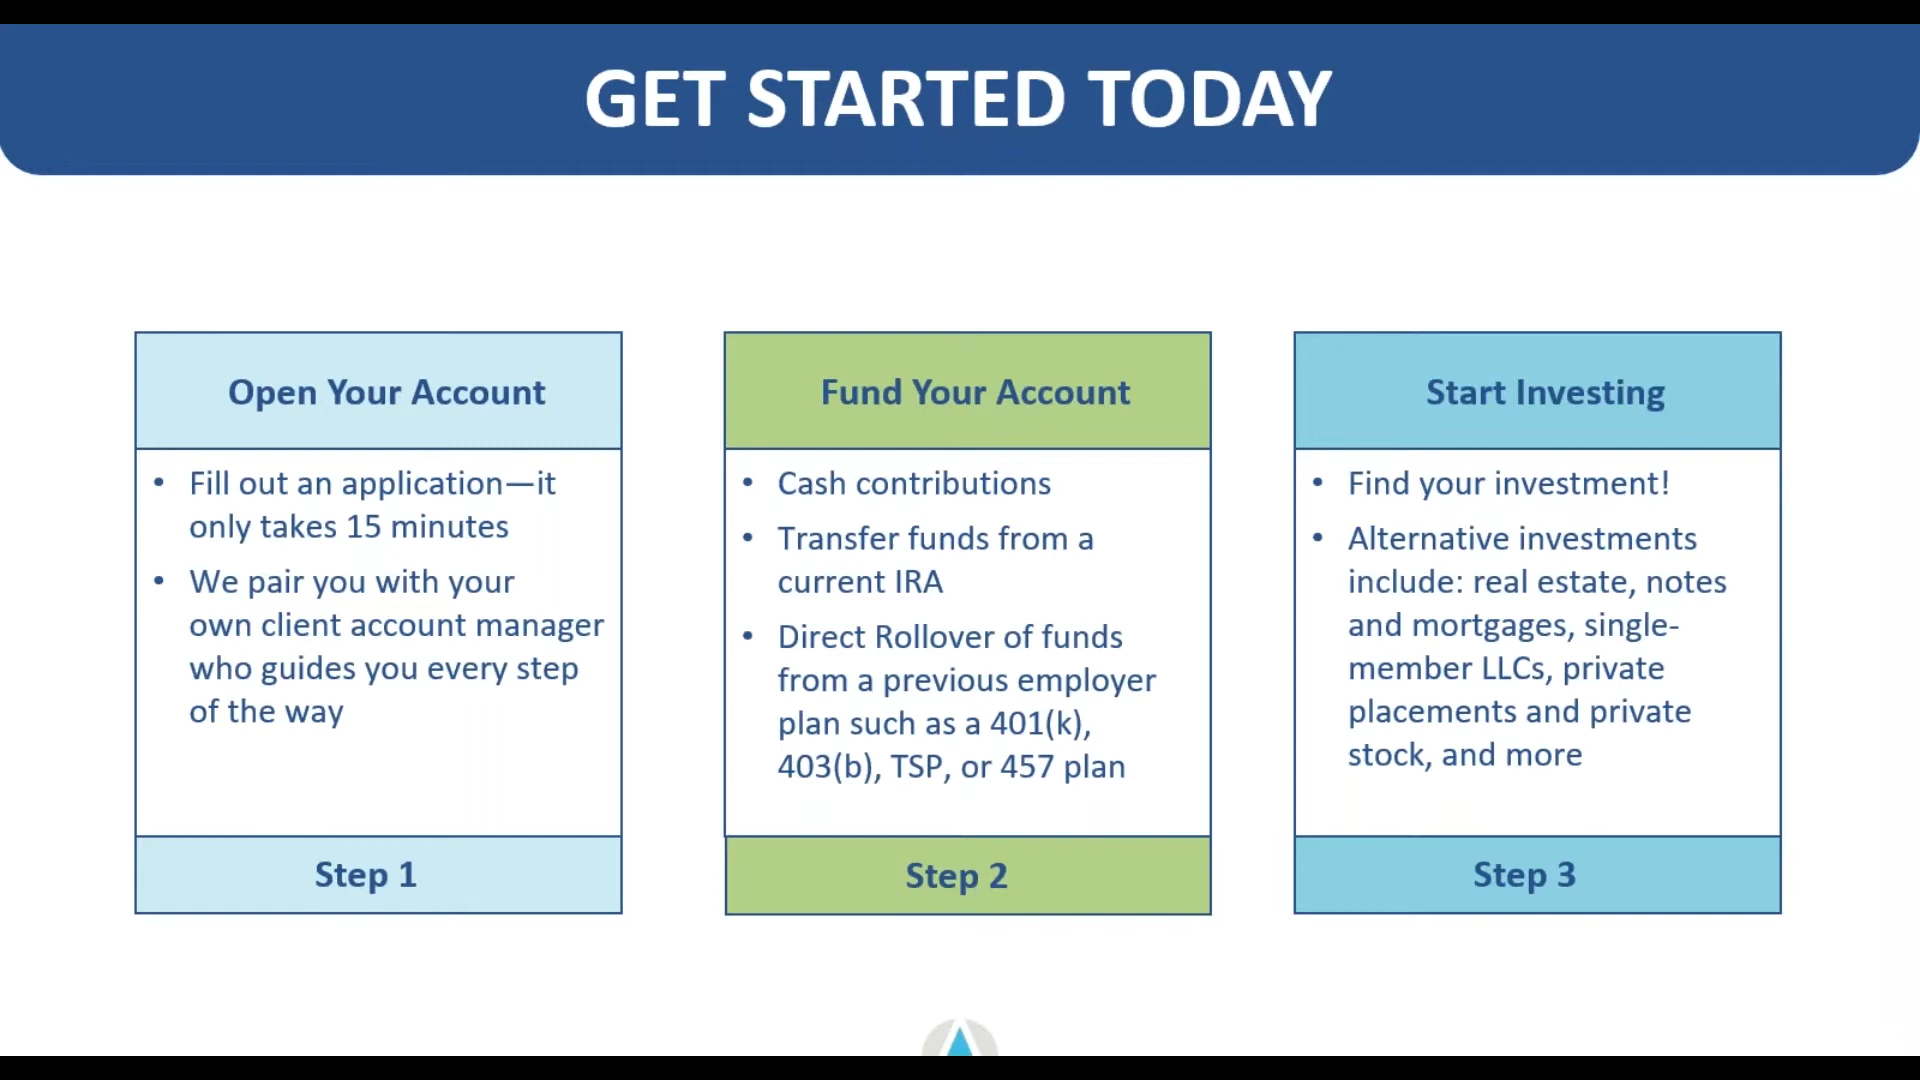 GET STARTED TODAY
Open Your Account
• Fill out an application—it
only takes 15 minutes
• We pair you with your
own client account manager
who guides you every step
of the way
Step 1
Fund Your Account
• Cash contributions
• Transfer funds from a
current IRA
• Direct Rollover of funds
from a previous employer
plan such as a 401(k),
403(b), TSP, or 457 plan
Step 2
Start Investing
• Find your investment!
• Alternative investments
include: real estate, notes
and mortgages, single-
member LLCs, private
placements and private
stock, and more
Step 3